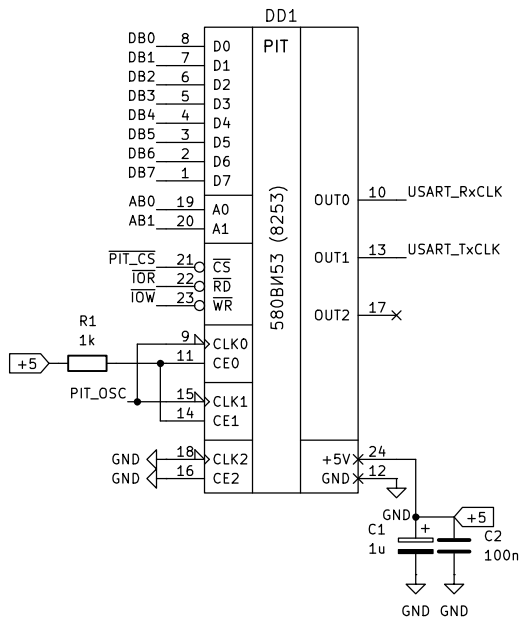 DD1
DB0 8 D0 PIT
DB1 7 D1
DB2 6 D2
DB3 5 D3
DB4 4 D4
DB5 3 D5
DB6 2 D6
DB7 1 D7
AB0 19 A0
AB1 20 A1
PIT_CS 21 CS
IOR 22 RD
IOW 23 WR
580ВИ53 (8253)
OUT0 10 USART_RxCLK
OUT1 13 USART_TxCLK
OUT2 17
R1
1k
+5
9 CLK0
11 CE0
PIT_OSC 15 CLK1
14 CE1
GND 18 CLK2
GND 16 CE2
+5V 24
GND 12
GND
+5
C1 +
1u
C2
100n
GND GND